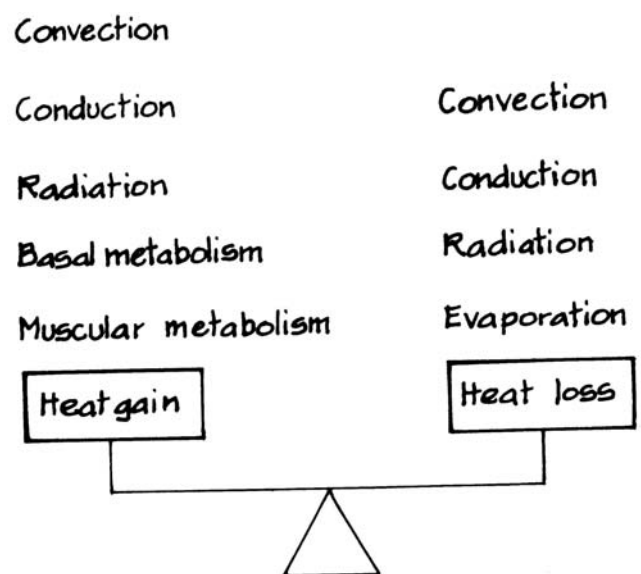 Convection
Conduction
Radiation
Basal metabolism
Muscular metabolism
Heat gain
Convection
Conduction
Radiation
Evaporation
Heat loss